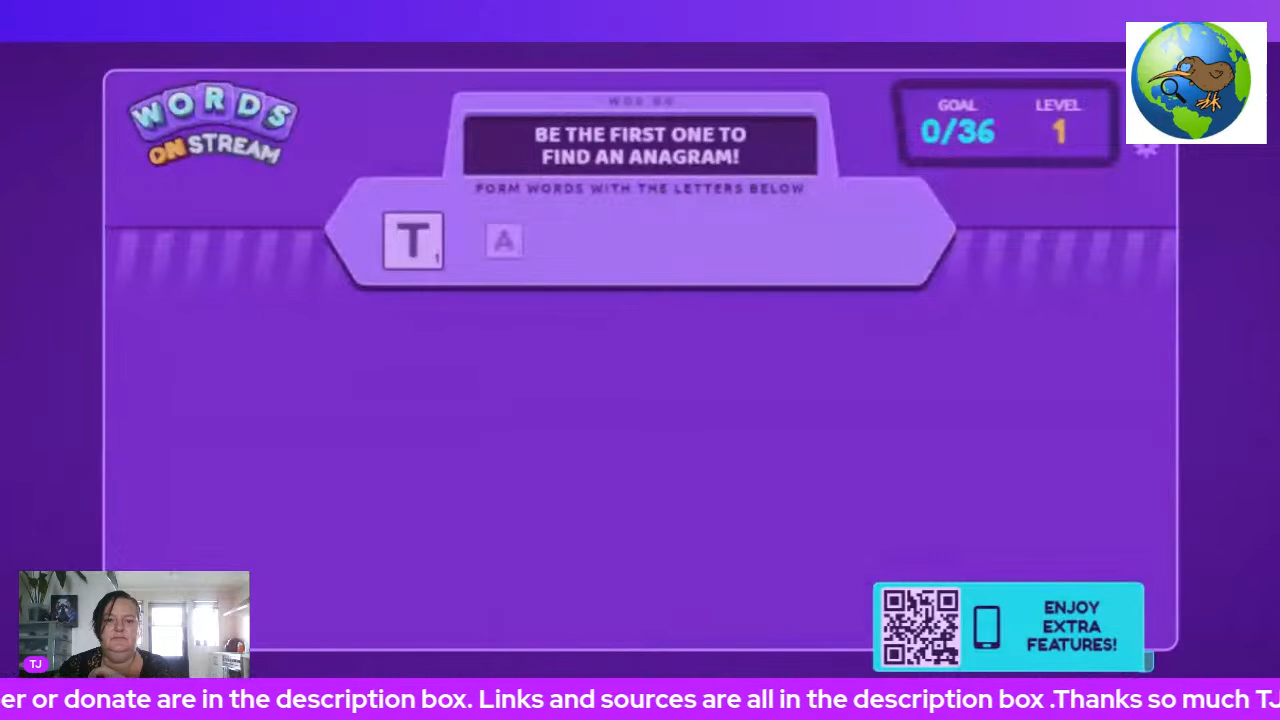 WORDS
ON STREAM
BE THE FIRST ONE TO
FIND AN ANAGRAM!
FORM WORDS WITH THE LETTERS BELOW
GOAL
0/36
LEVEL
1
T
1
A
ENJOY
EXTRA
FEATURES!
TJ
er or donate are in the description box. Links and sources are all in the description box .Thanks so much TJ